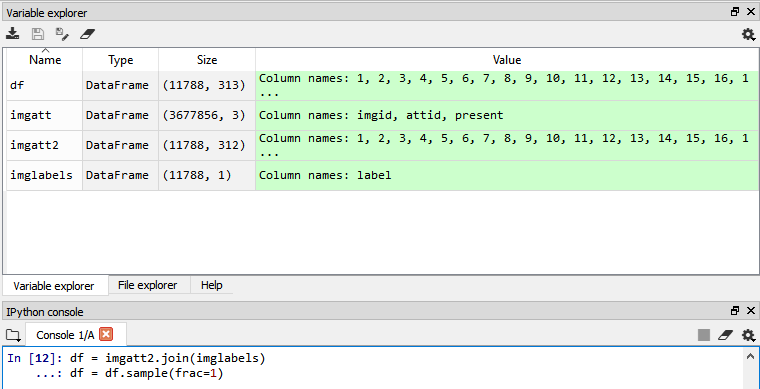 Variable explorer
Name Type Size Value
df DataFrame (11788, 313) Column names: 1, 2, 3, 4, 5, 6, 7, 8, 9, 10, 11, 12, 13, 14, 15, 16, 1
...
imgatt DataFrame (3677856, 3) Column names: imgid, attid, present
imgatt2 DataFrame (11788, 312) Column names: 1, 2, 3, 4, 5, 6, 7, 8, 9, 10, 11, 12, 13, 14, 15, 16, 1
...
imglabels DataFrame (11788, 1) Column names: label
Variable explorer File explorer Help
IPython console
Console 1/A
In [12]: df = imgatt2.join(imglabels)
...: df = df.sample(frac=1)